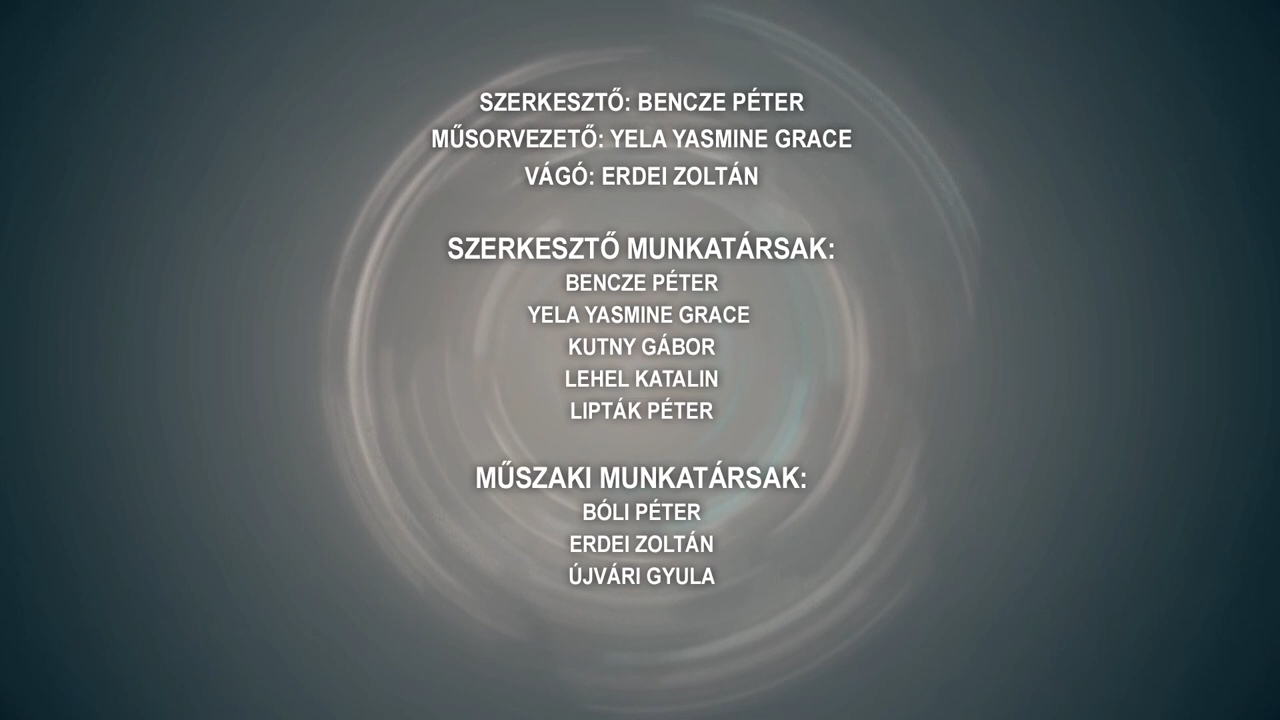 SZERKESZTŐ: BENCZE PÉTER
MŰSORVEZETŐ: YELA YASMINE GRACE
VÁGÓ: ERDEI ZOLTÁN
SZERKESZTŐ MUNKATÁRSAK:
BENCZE PÉTER
YELA YASMINE GRACE
KUTNY GÁBOR
LEHEL KATALIN
LIPTÁK PÉTER
MŰSZAKI MUNKATÁRSAK:
BÓLI PÉTER
ERDEI ZOLTÁN
ÚJVÁRI GYULA